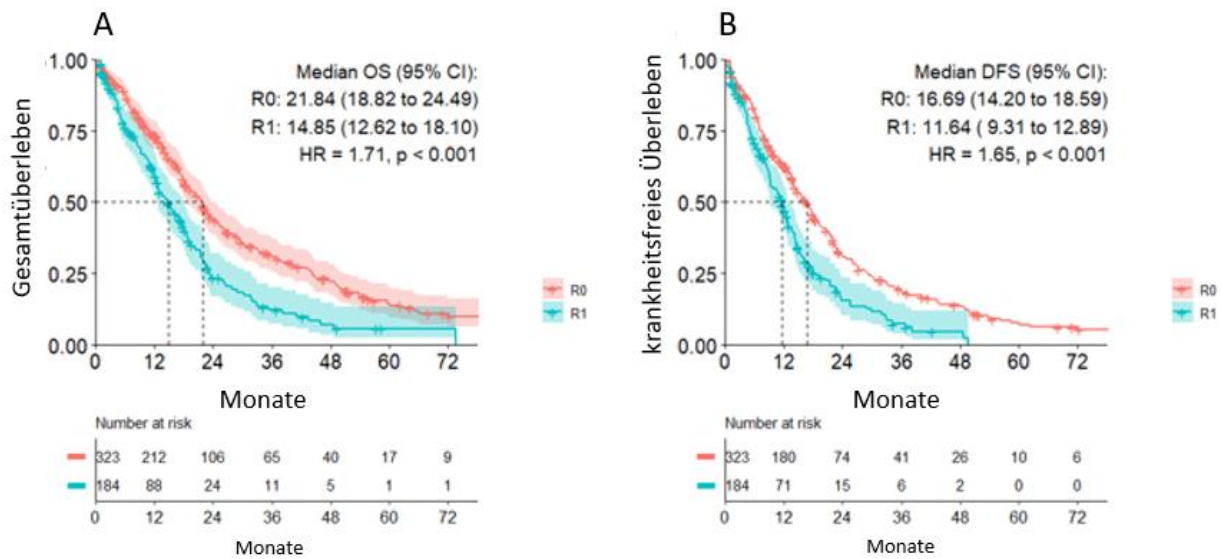 A
Gesamtüberleben
1.00
0.75
0.50
0.25
0.00
Median OS (95% CI):
R0: 21.84 (18.82 to 24.49)
R1: 14.85 (12.62 to 18.10)
HR = 1.71, p < 0.001
R0
R1
0 12 24 36 48 60 72
Monate
Number at risk
323 212 106 65 40 17 9
184 88 24 11 5 1 1
0 12 24 36 48 60 72
Monate
B
krankheitsfreies Überleben
1.00
0.75
0.50
0.25
0.00
Median DFS (95% CI):
R0: 16.69 (14.20 to 18.59)
R1: 11.64 ( 9.31 to 12.89)
HR = 1.65, p < 0.001
R0
R1
0 12 24 36 48 60 72
Monate
Number at risk
323 180 74 41 26 10 6
184 71 15 6 2 0 0
0 12 24 36 48 60 72
Monate